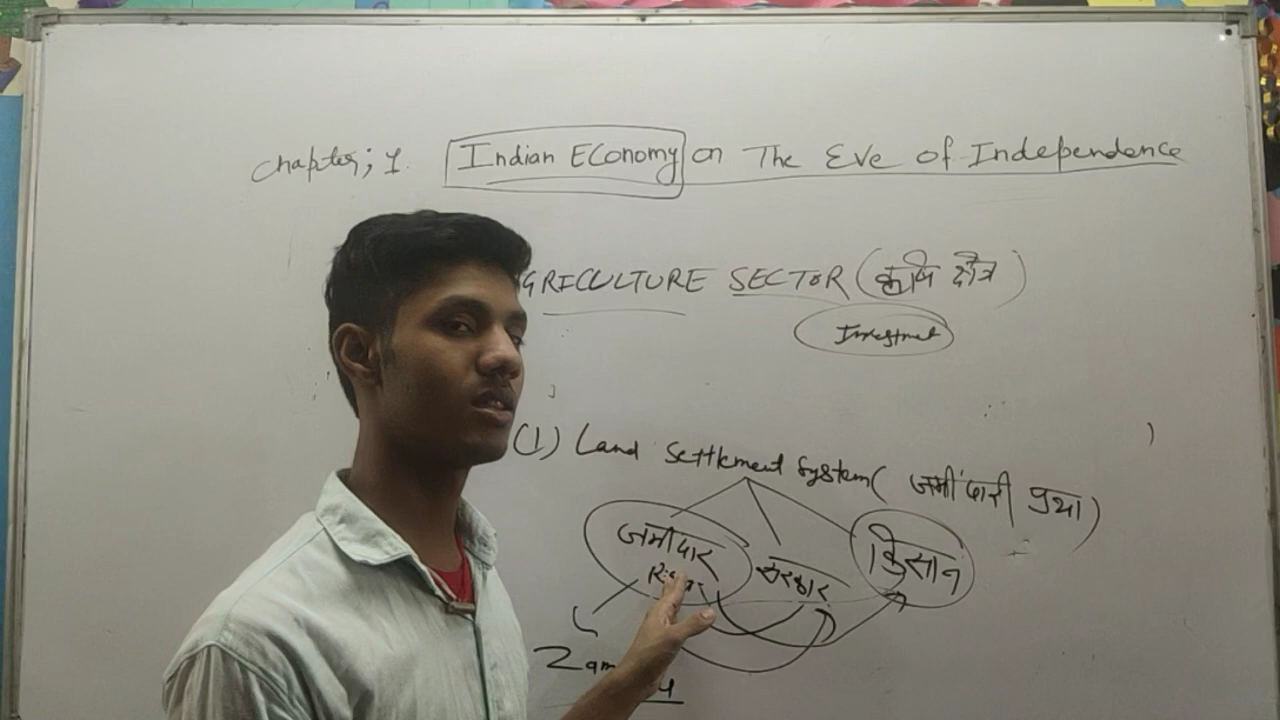 Chapter; 1. Indian Economy on The Eve of Independence
GRICULTURE SECTOR (कृषि क्षेत्र)
Investment
(1) Land Settlement System (जमींदारी प्रथा)
जमींदार सरकार किसान